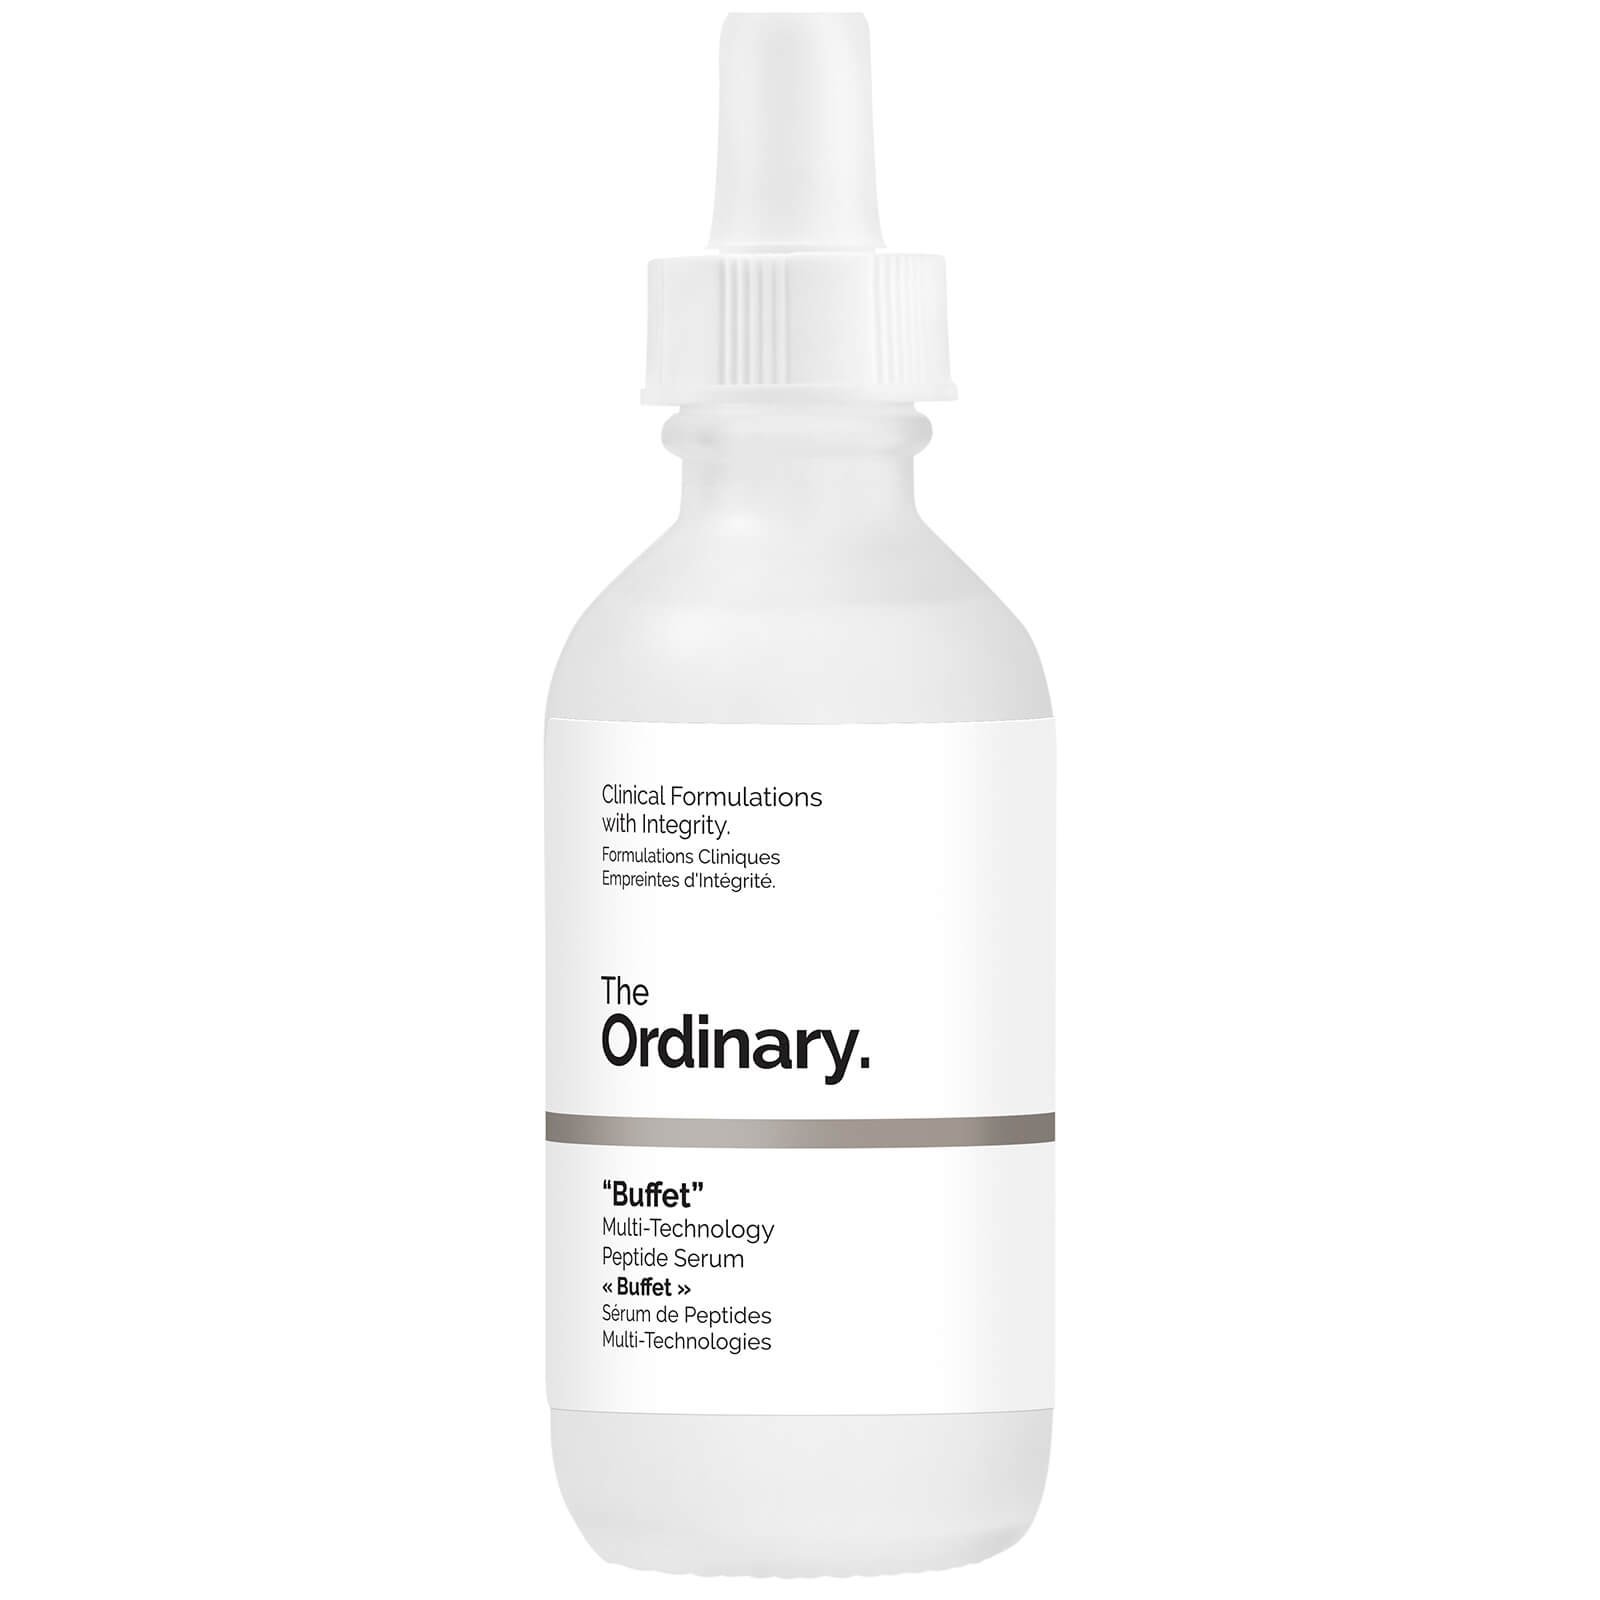 Clinical Formulations
with Integrity.
Formulations Cliniques
Empreintes d'Intégrité.
The
Ordinary.
“Buffet”
Multi-Technology
Peptide Serum
« Buffet »
Sérum de Peptides
Multi-Technologies